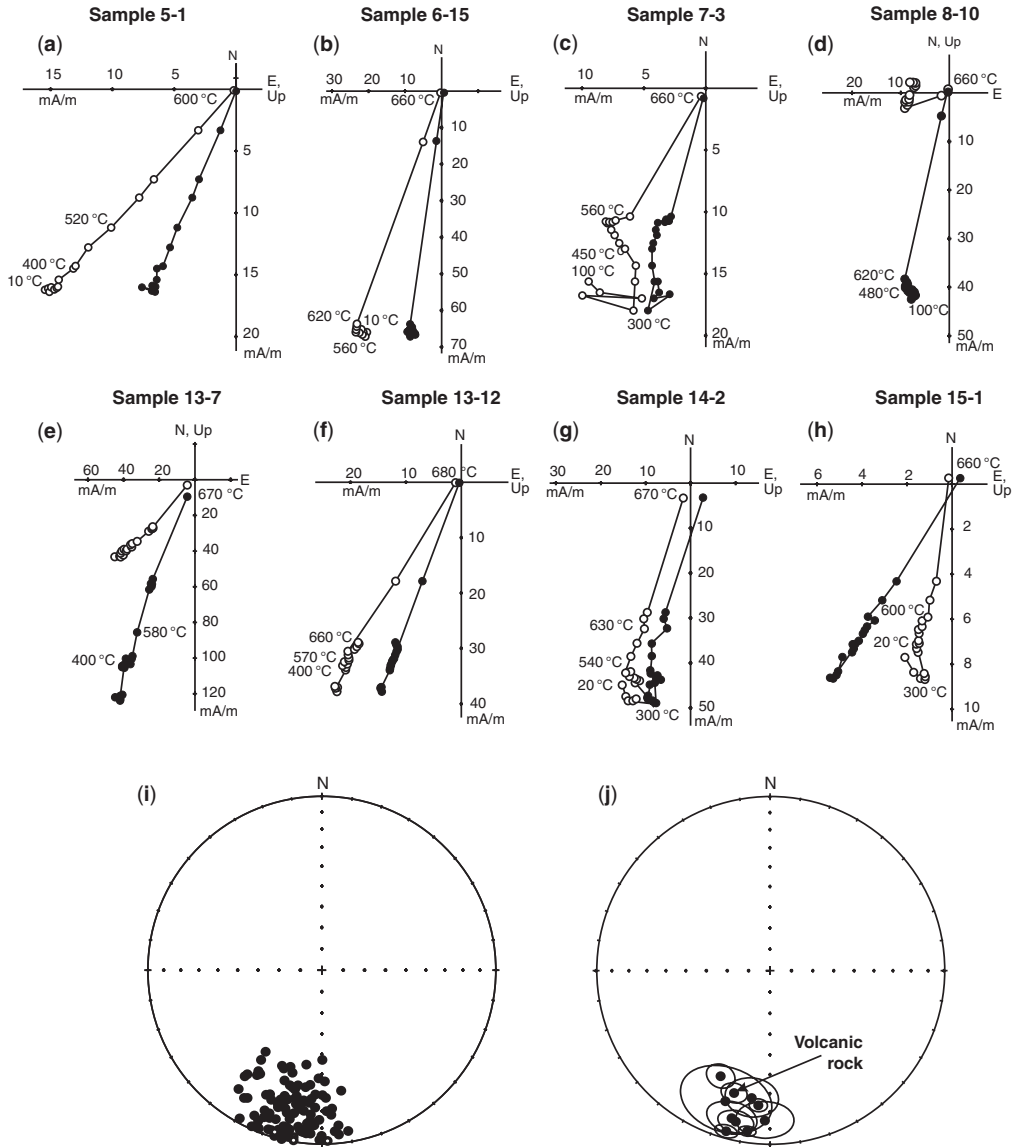 Sample 5-1
Sample 6-15
Sample 7-3
Sample 8-10
(a)
N
15 10 5
mA/m
600 °C
E,
Up
5
10
15
20
mA/m
520 °C
400 °C
10 °C
(b)
N
30 20 10
mA/m
660 °C
E,
Up
10
20
30
40
50
60
70
mA/m
620 °C
10 °C
560 °C
(c)
N
10 5
mA/m
660 °C
E,
Up
5
10
15
20
mA/m
560 °C
450°C
100°C
300 °C
(d)
N, Up
20 10
mA/m
660 °C
E
10
20
30
40
50
mA/m
620°C
480°C
100°C
Sample 13-7
Sample 13-12
Sample 14-2
Sample 15-1
(e)
N, Up
60 40 20
mA/m
E
670 °C
20
40
60
80
100
120
mA/m
580 °C
400 °C
(f)
N
20 10
mA/m
680 °C
E,
Up
10
20
30
40
mA/m
660 °C
570 °C
400 °C
(g)
N
30 20 10 10
mA/m
E,
Up
670 °C
10
20
30
40
50
mA/m
630 °C
540 °C
20 °C
300 °C
(h)
N
6 4 2
mA/m
660 °C
E,
Up
2
4
6
8
10
mA/m
600 °C
20 °C
300 °C
(i)
N
(j)
N
Volcanic
rock